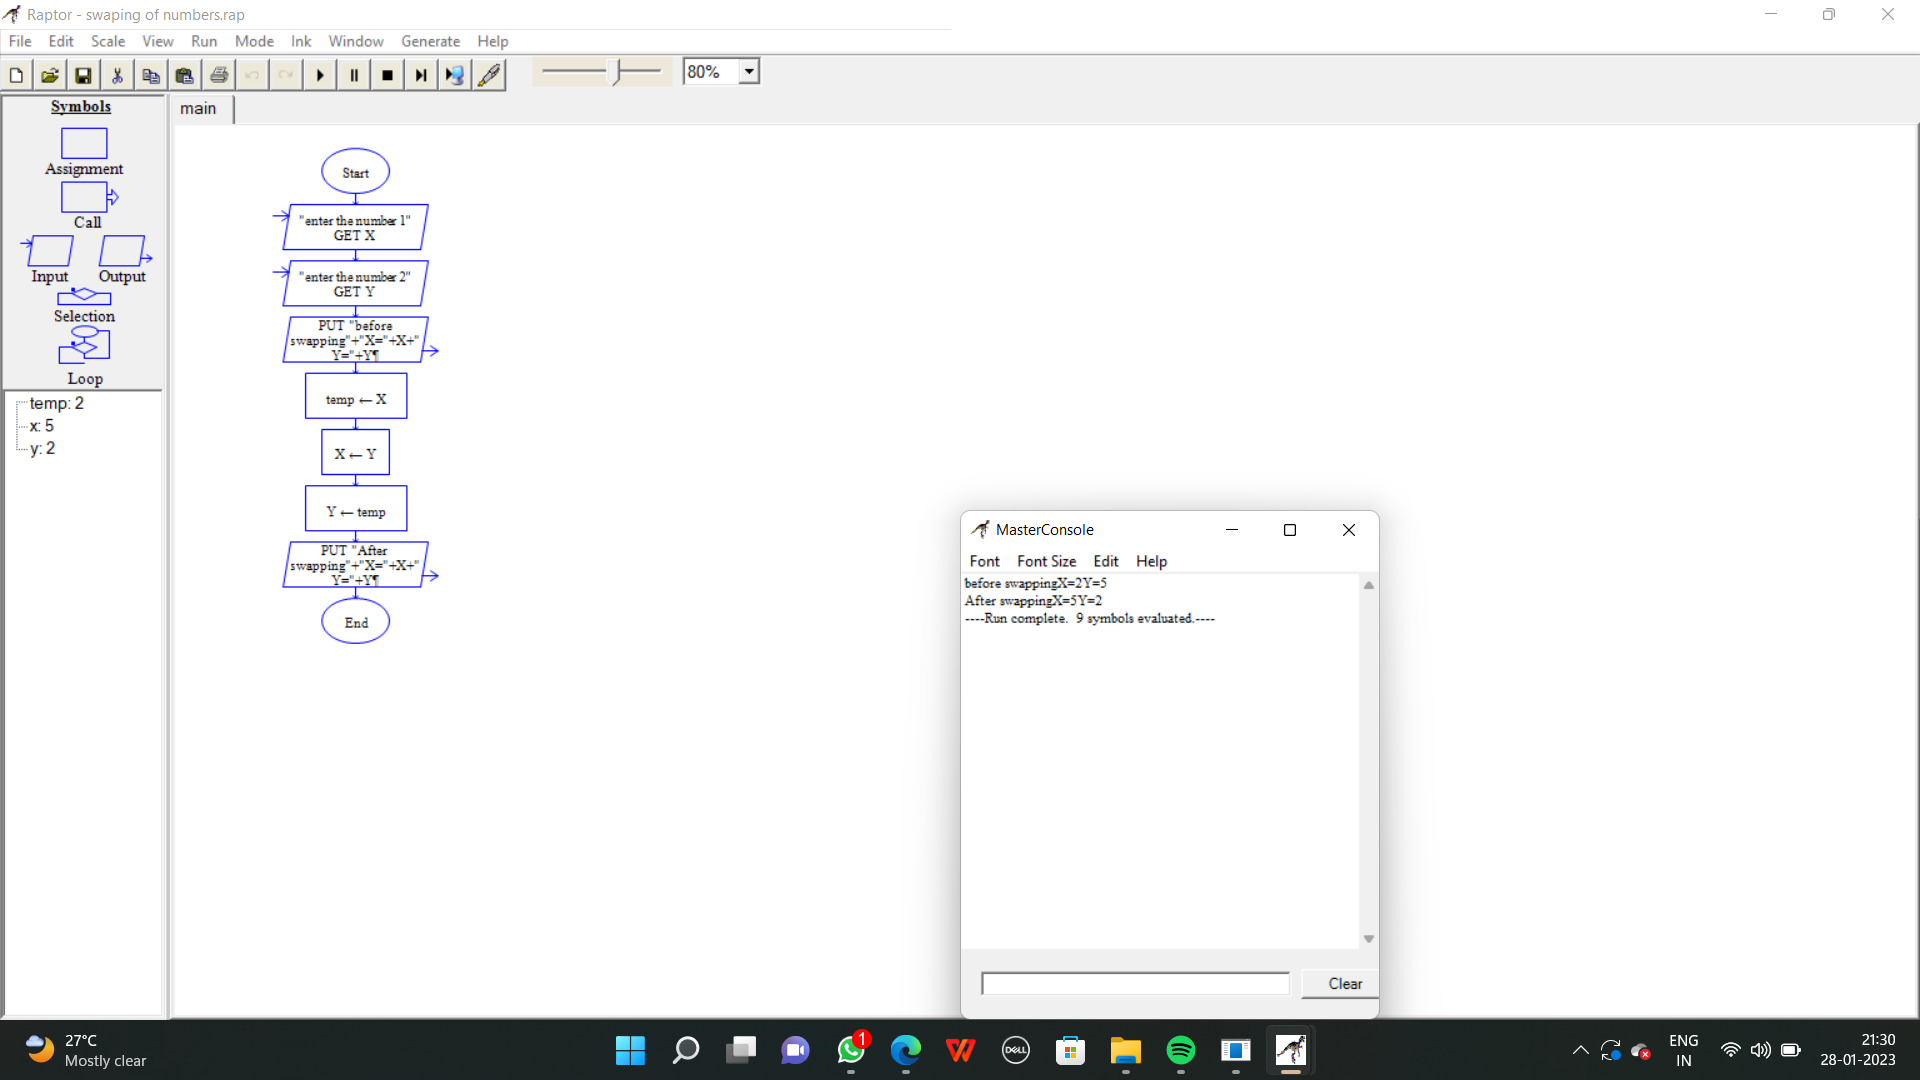 Raptor - swaping of numbers.rap
File Edit Scale View Run Mode Ink Window Generate Help
80%
Symbols
main
Assignment
Call
Input Output
Selection
Loop
temp: 2
x: 5
y: 2
Start
"enter the number 1"
GET X
"enter the number 2"
GET Y
PUT "before
swapping"+"X="+X+"
Y="+Y¶
temp ← X
X ← Y
Y ← temp
PUT "After
swapping"+"X="+X+"
Y="+Y¶
End
MasterConsole
Font Font Size Edit Help
before swappingX=2Y=5
After swappingX=5Y=2
----Run complete. 9 symbols evaluated.----
Clear
27°C
Mostly clear
1
DELL
ENG
IN
21:30
28-01-2023